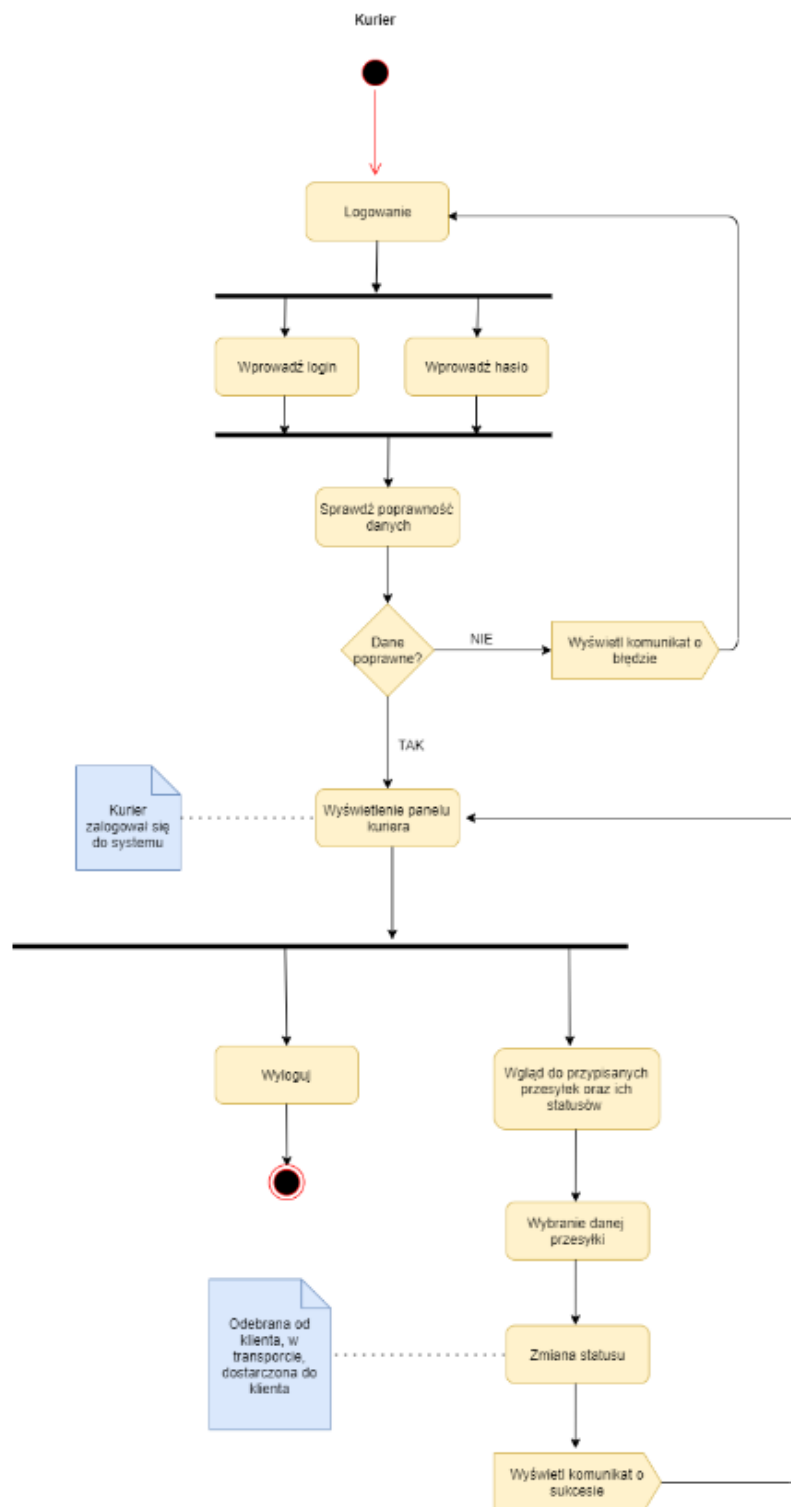 Kurier
Logowanie
Wprowadź login
Wprowadź hasło
Sprawdź poprawność
danych
Dane
poprawne?
NIE
Wyświetl komunikat o
błędzie
TAK
Kurier
zalogował się
do systemu
Wyświetlenie panelu
kuriera
Wyloguj
Wgląd do przypisanych
przesyłek oraz ich
statusów
Wybranie danej
przesyłki
Odebrana od
klienta, w
transporcie,
dostarczona do
klienta
Zmiana statusu
Wyświetl komunikat o
sukcesie